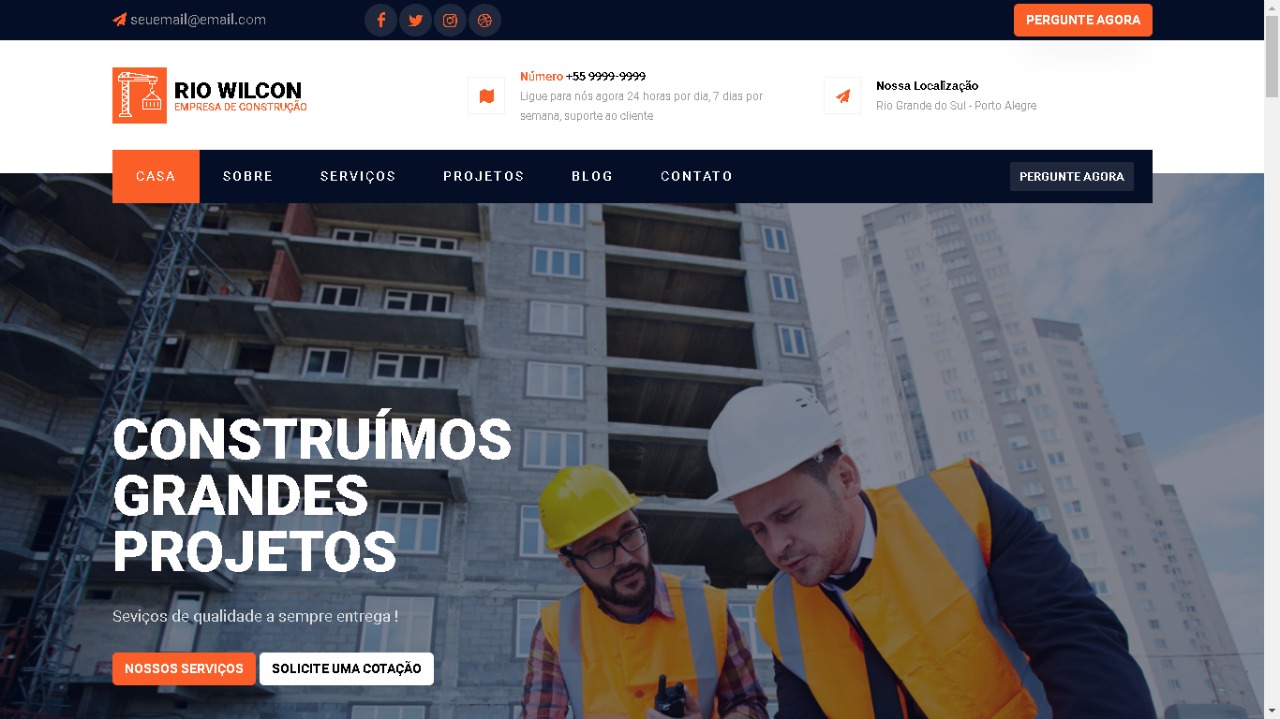 seuemail@email.com
PERGUNTE AGORA
RIO WILCON
EMPRESA DE CONSTRUÇÃO
Número +55 9999-9999
Ligue para nós agora 24 horas por dia, 7 dias por
semana, suporte ao cliente
Nossa Localização
Rio Grande do Sul - Porto Alegre
CASA
SOBRE
SERVIÇOS
PROJETOS
BLOG
CONTATO
PERGUNTE AGORA
CONSTRUÍMOS
GRANDES
PROJETOS
Seviços de qualidade a sempre entrega !
NOSSOS SERVIÇOS
SOLICITE UMA COTAÇÃO